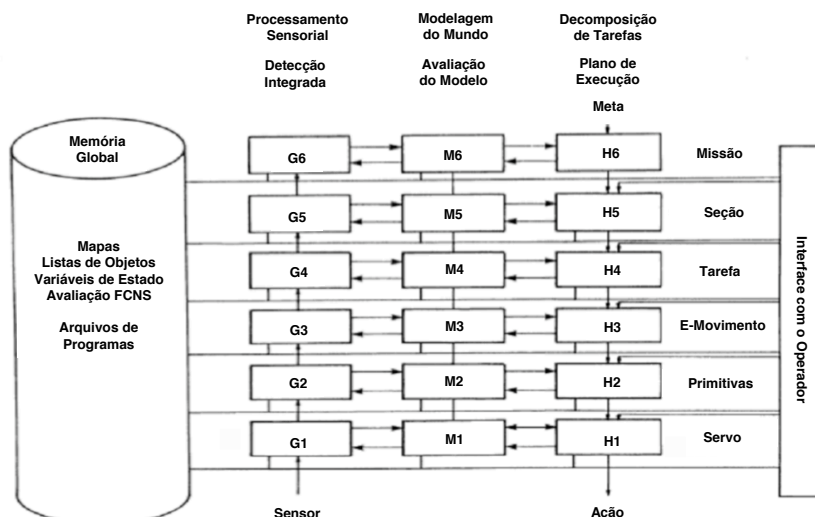 Processamento
Sensorial
Modelagem
do Mundo
Decomposição
de Tarefas
Detecção
Integrada
Avaliação
do Modelo
Plano de
Execução
Meta
Memória
Global
G6
M6
H6
Missão
G5
M5
H5
Seção
Mapas
Listas de Objetos
Variáveis de Estado
Avaliação FCNS
Arquivos de
Programas
G4
M4
H4
Tarefa
G3
M3
H3
E-Movimento
G2
M2
H2
Primitivas
G1
M1
H1
Servo
Interface com o Operador
Sensor
Ação